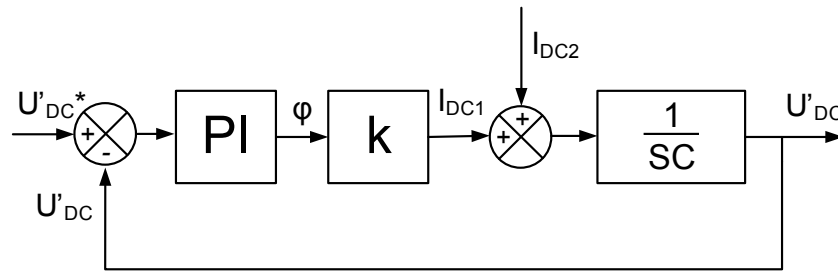 I_DC2
U'_DC*
+
-
U'_DC
PI
φ
k
I_DC1
+
+
1
SC
U'_DC